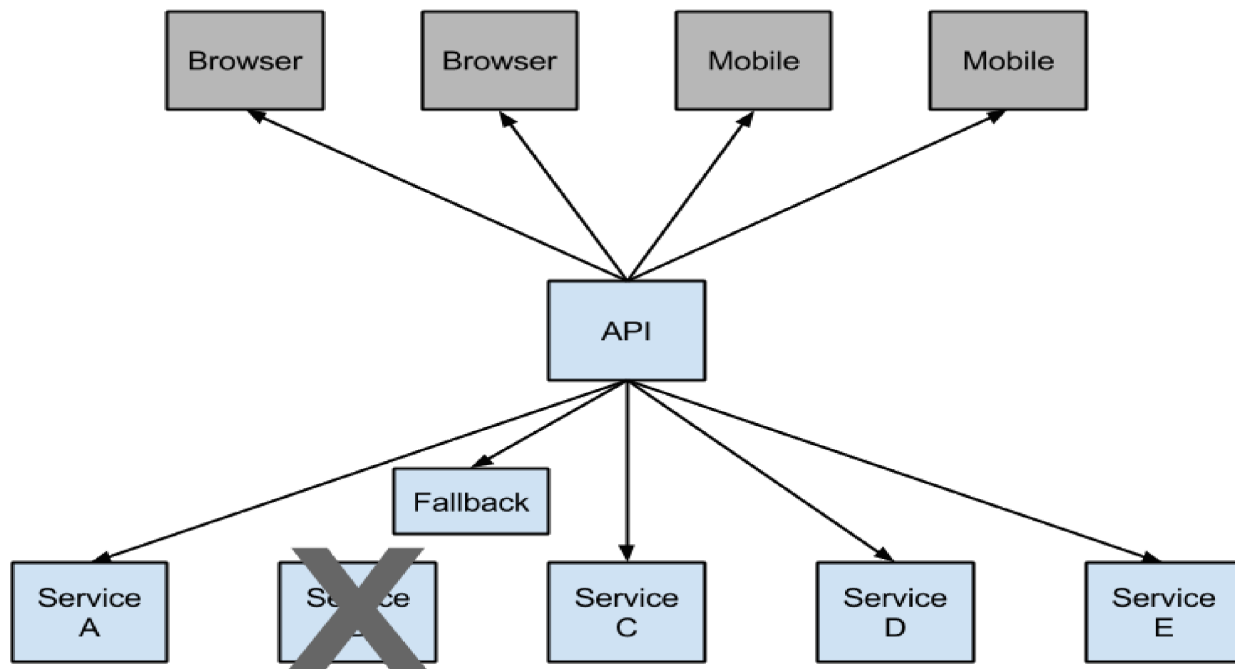 Browser
Browser
Mobile
Mobile
API
Fallback
Service
A
Service
C
Service
D
Service
E